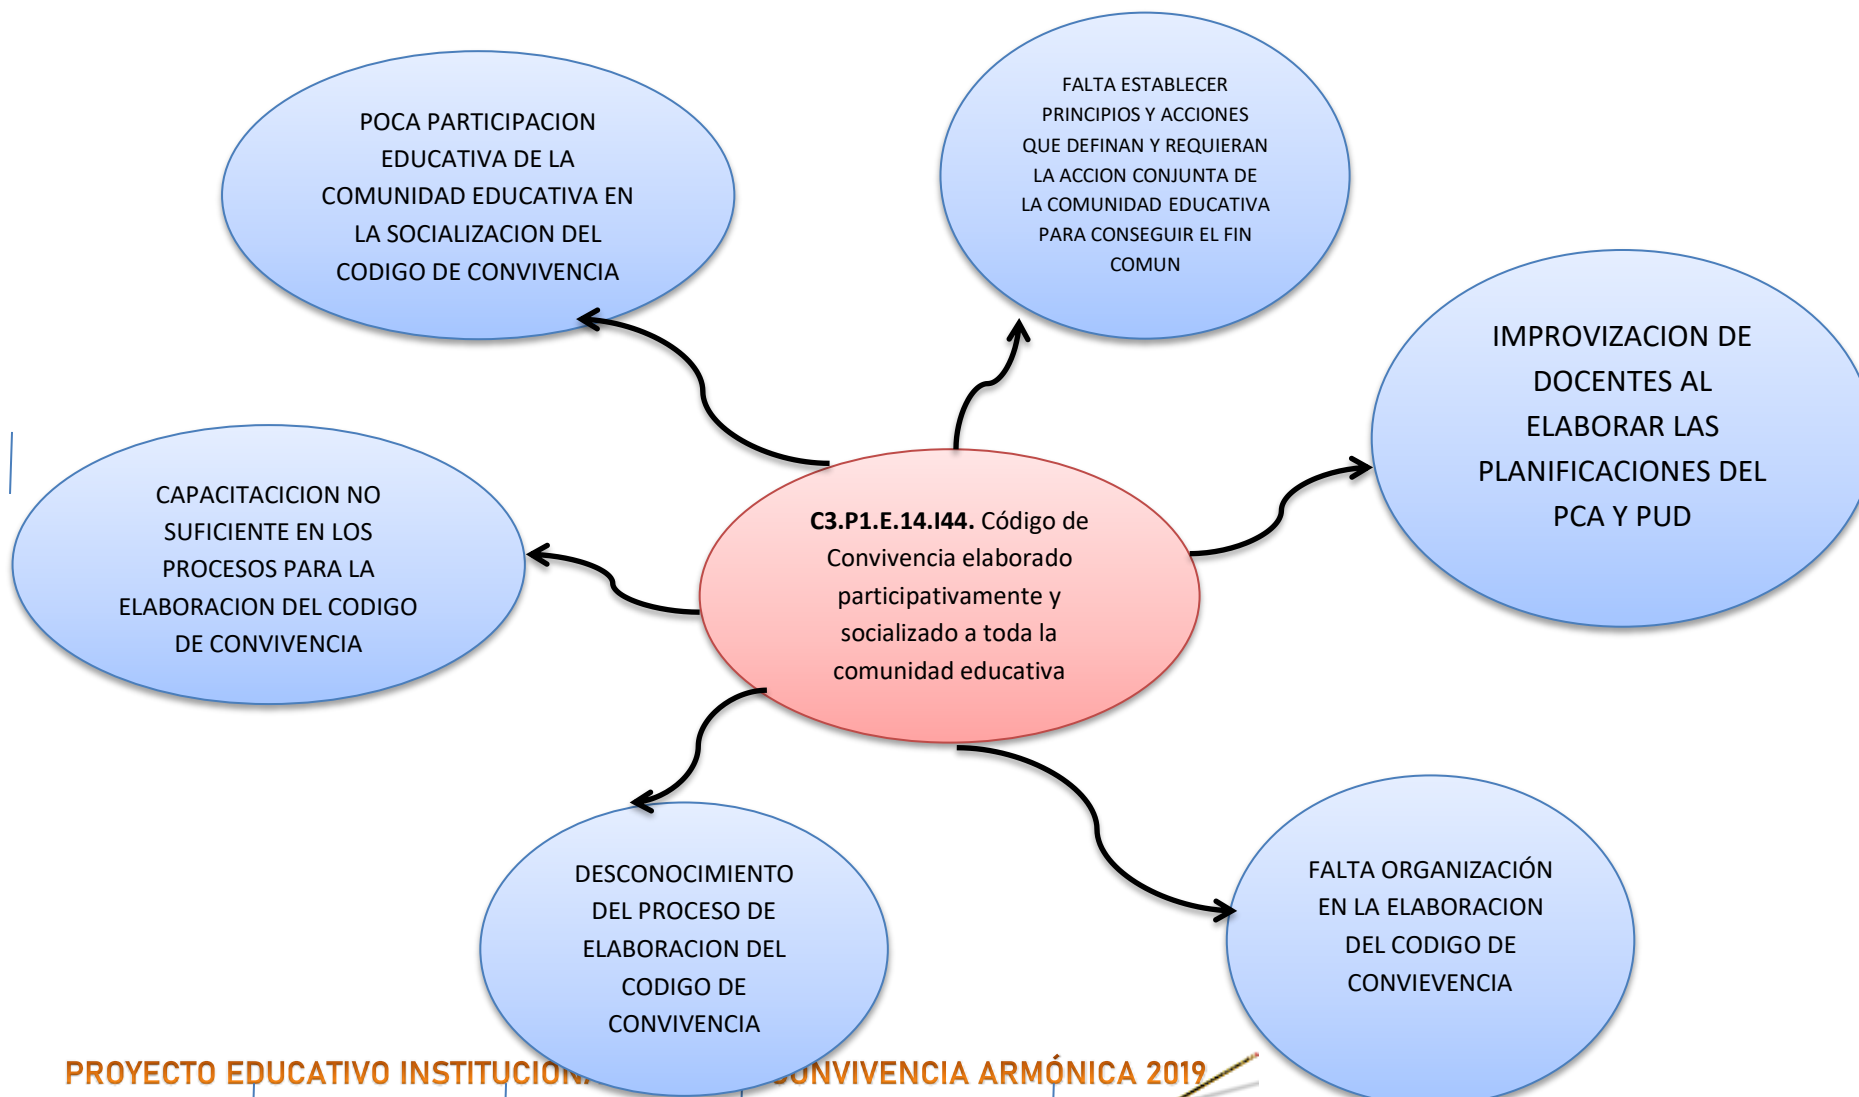 POCA PARTICIPACION
EDUCATIVA DE LA
COMUNIDAD EDUCATIVA EN
LA SOCIALIZACION DEL
CODIGO DE CONVIVENCIA
FALTA ESTABLECER
PRINCIPIOS Y ACCIONES
QUE DEFINAN Y REQUIERAN
LA ACCION CONJUNTA DE
LA COMUNIDAD EDUCATIVA
PARA CONSEGUIR EL FIN
COMUN
IMPROVIZACION DE
DOCENTES AL
ELABORAR LAS
PLANIFICACIONES DEL
PCA Y PUD
CAPACITACICION NO
SUFICIENTE EN LOS
PROCESOS PARA LA
ELABORACION DEL CODIGO
DE CONVIVENCIA
C3.P1.E.14.I44. Código de
Convivencia elaborado
participativamente y
socializado a toda la
comunidad educativa
DESCONOCIMIENTO
DEL PROCESO DE
ELABORACION DEL
CODIGO DE
CONVIVENCIA
FALTA ORGANIZACIÓN
EN LA ELABORACION
DEL CODIGO DE
CONVIEVENCIA
PROYECTO EDUCATIVO ARMÓNICA 2019